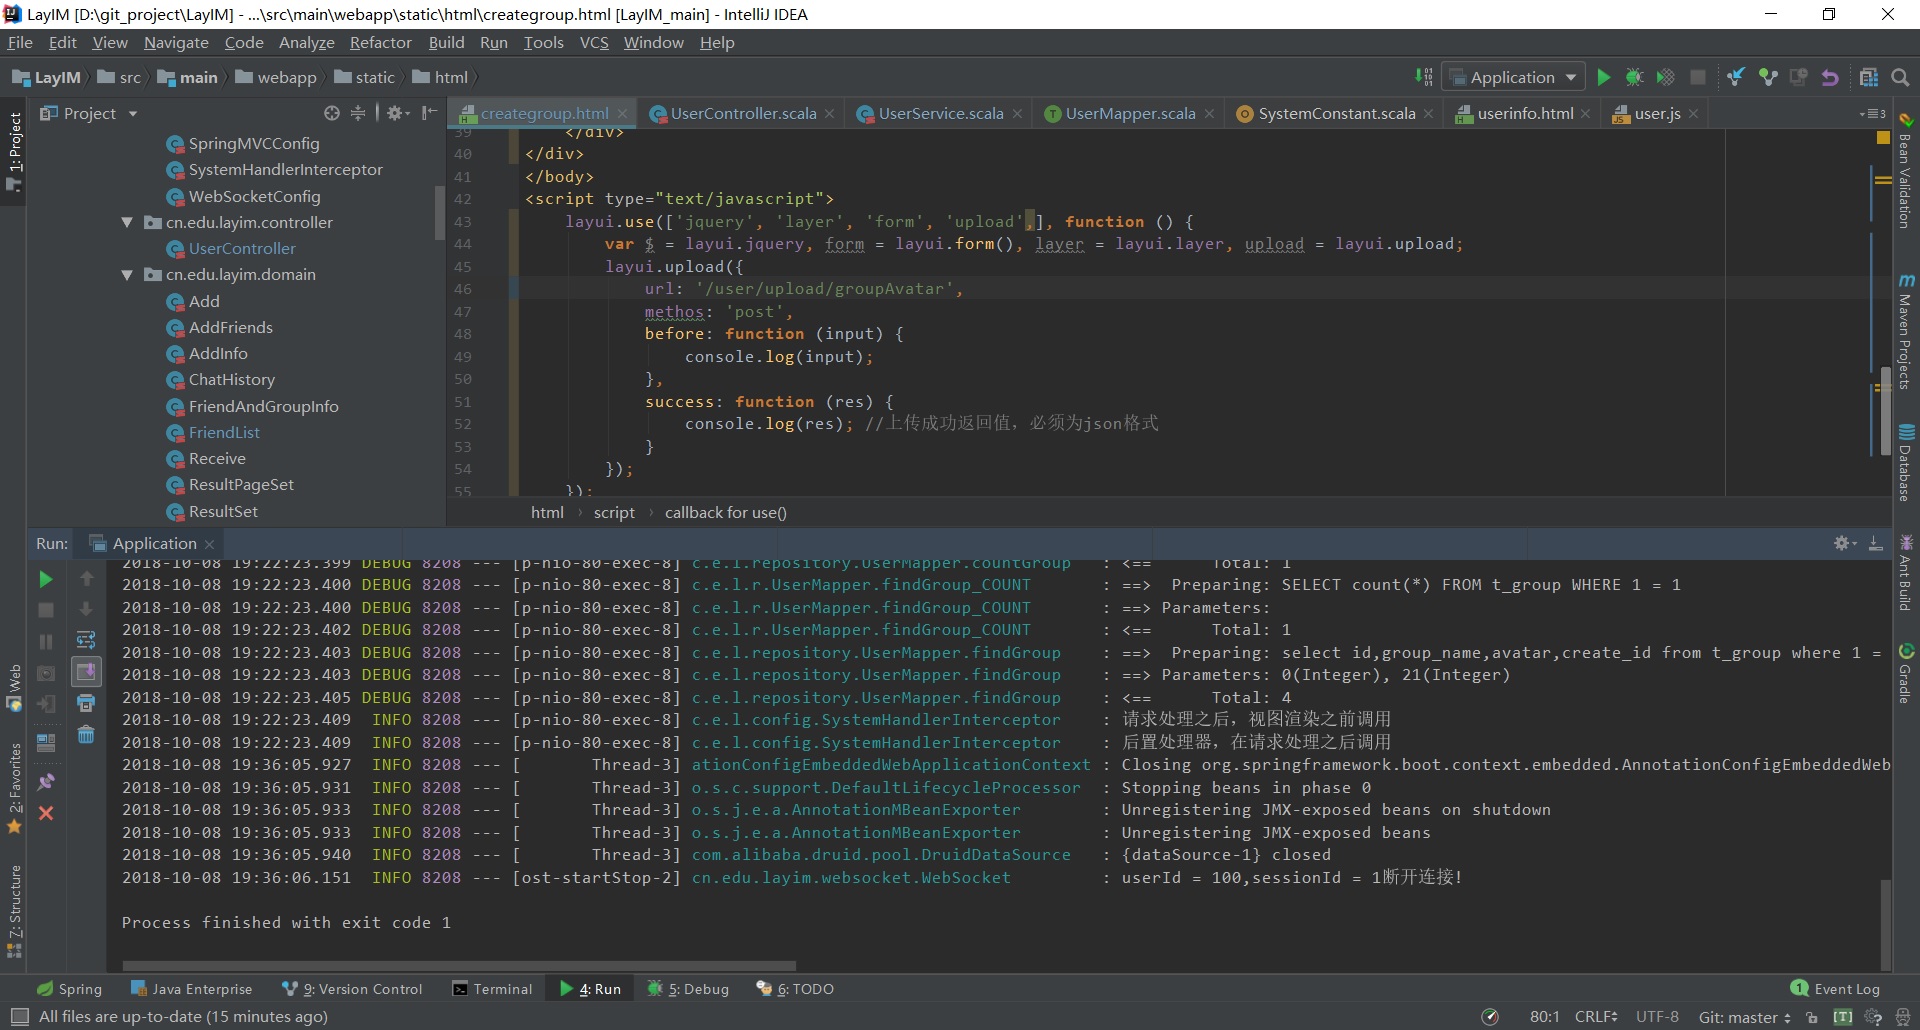 LayIM [D:\git_project\LayIM] - ...\src\main\webapp\static\html\creategroup.html [LayIM_main] - IntelliJ IDEA
File Edit View Navigate Code Analyze Refactor Build Run Tools VCS Window Help
LayIM src main webapp static html Application
Project creategroup.html UserController.scala UserService.scala UserMapper.scala SystemConstant.scala userinfo.html user.js 3
1: Project
Web
2: Favorites
7: Structure
SpringMVCConfig
SystemHandlerInterceptor
WebSocketConfig
cn.edu.layim.controller
UserController
cn.edu.layim.domain
Add
AddFriends
AddInfo
ChatHistory
FriendAndGroupInfo
FriendList
Receive
ResultPageSet
ResultSet
39 </div>
40 </div>
41 </body>
42 <script type="text/javascript">
43 layui.use(['jquery', 'layer', 'form', 'upload',], function () {
44 var $ = layui.jquery, form = layui.form(), layer = layui.layer, upload = layui.upload;
45 layui.upload({
46 url: '/user/upload/groupAvatar',
47 methos: 'post',
48 before: function (input) {
49 console.log(input);
50 },
51 success: function (res) {
52 console.log(res); //上传成功返回值，必须为json格式
53 }
54 });
55 });
html script callback for use()
Bean Validation
Maven Projects
Database
Ant Build
Gradle
Run: Application
2018-10-08 19:22:23.399 DEBUG 8208 --- [p-nio-80-exec-8] c.e.l.repository.UserMapper.countGroup : <== Total: 1
2018-10-08 19:22:23.400 DEBUG 8208 --- [p-nio-80-exec-8] c.e.l.r.UserMapper.findGroup_COUNT : ==> Preparing: SELECT count(*) FROM t_group WHERE 1 = 1
2018-10-08 19:22:23.400 DEBUG 8208 --- [p-nio-80-exec-8] c.e.l.r.UserMapper.findGroup_COUNT : ==> Parameters:
2018-10-08 19:22:23.402 DEBUG 8208 --- [p-nio-80-exec-8] c.e.l.r.UserMapper.findGroup_COUNT : <== Total: 1
2018-10-08 19:22:23.403 DEBUG 8208 --- [p-nio-80-exec-8] c.e.l.repository.UserMapper.findGroup : ==> Preparing: select id,group_name,avatar,create_id from t_group where 1 =
2018-10-08 19:22:23.403 DEBUG 8208 --- [p-nio-80-exec-8] c.e.l.repository.UserMapper.findGroup : ==> Parameters: 0(Integer), 21(Integer)
2018-10-08 19:22:23.405 DEBUG 8208 --- [p-nio-80-exec-8] c.e.l.repository.UserMapper.findGroup : <== Total: 4
2018-10-08 19:22:23.409 INFO 8208 --- [p-nio-80-exec-8] c.e.l.config.SystemHandlerInterceptor : 请求处理之后，视图渲染之前调用
2018-10-08 19:22:23.409 INFO 8208 --- [p-nio-80-exec-8] c.e.l.config.SystemHandlerInterceptor : 后置处理器，在请求处理之后调用
2018-10-08 19:36:05.927 INFO 8208 --- [ Thread-3] ationConfigEmbeddedWebApplicationContext : Closing org.springframework.boot.context.embedded.AnnotationConfigEmbeddedWeb
2018-10-08 19:36:05.931 INFO 8208 --- [ Thread-3] o.s.c.support.DefaultLifecycleProcessor : Stopping beans in phase 0
2018-10-08 19:36:05.933 INFO 8208 --- [ Thread-3] o.s.j.e.a.AnnotationMBeanExporter : Unregistering JMX-exposed beans on shutdown
2018-10-08 19:36:05.933 INFO 8208 --- [ Thread-3] o.s.j.e.a.AnnotationMBeanExporter : Unregistering JMX-exposed beans
2018-10-08 19:36:05.940 INFO 8208 --- [ Thread-3] com.alibaba.druid.pool.DruidDataSource : {dataSource-1} closed
2018-10-08 19:36:06.151 INFO 8208 --- [ost-startStop-2] cn.edu.layim.websocket.WebSocket : userId = 100,sessionId = 1断开连接!
Process finished with exit code 1
Spring Java Enterprise 9: Version Control Terminal 4: Run 5: Debug 6: TODO 1 Event Log
All files are up-to-date (15 minutes ago) 80:1 CRLF UTF-8 Git: master [T]